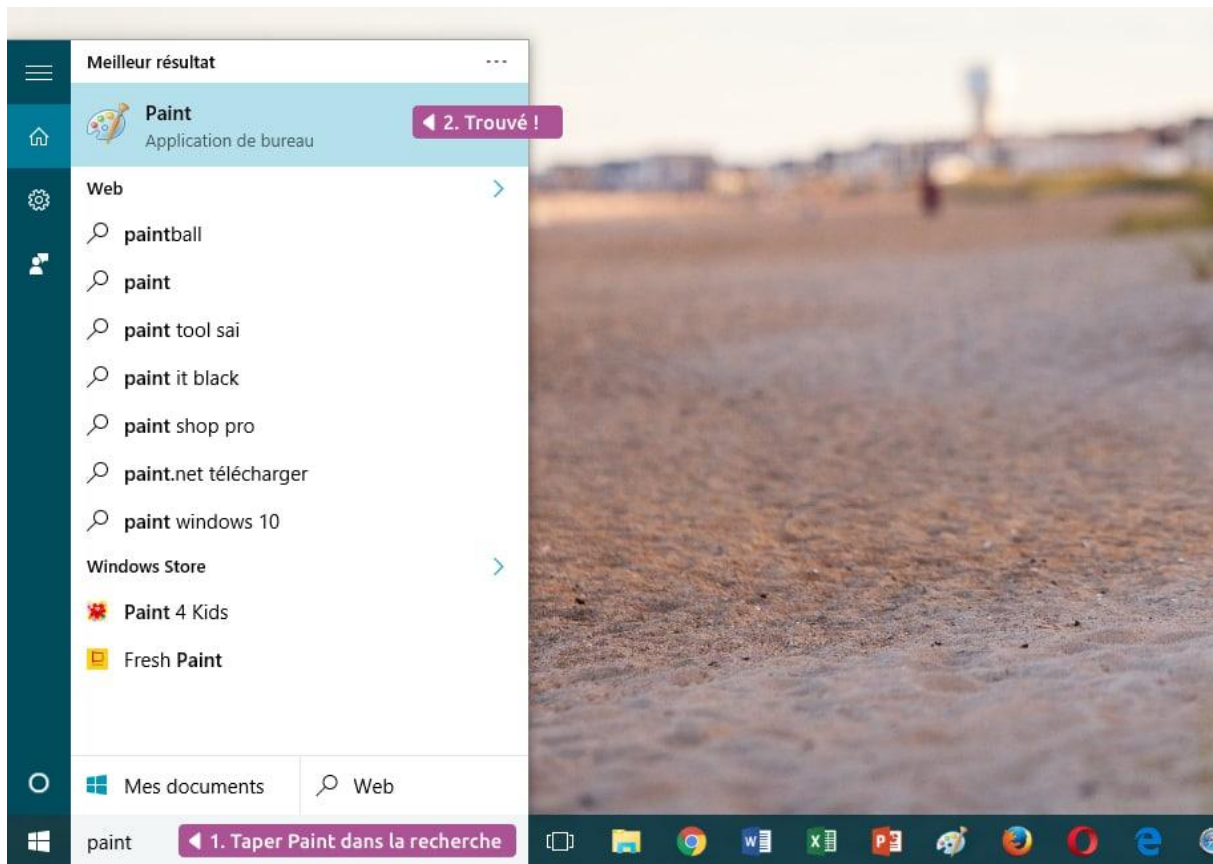 Meilleur résultat
Paint
Application de bureau
2. Trouvé !
Web
paintball
paint
paint tool sai
paint it black
paint shop pro
paint.net télécharger
paint windows 10
Windows Store
Paint 4 Kids
Fresh Paint
Mes documents
Web
paint
1. Taper Paint dans la recherche